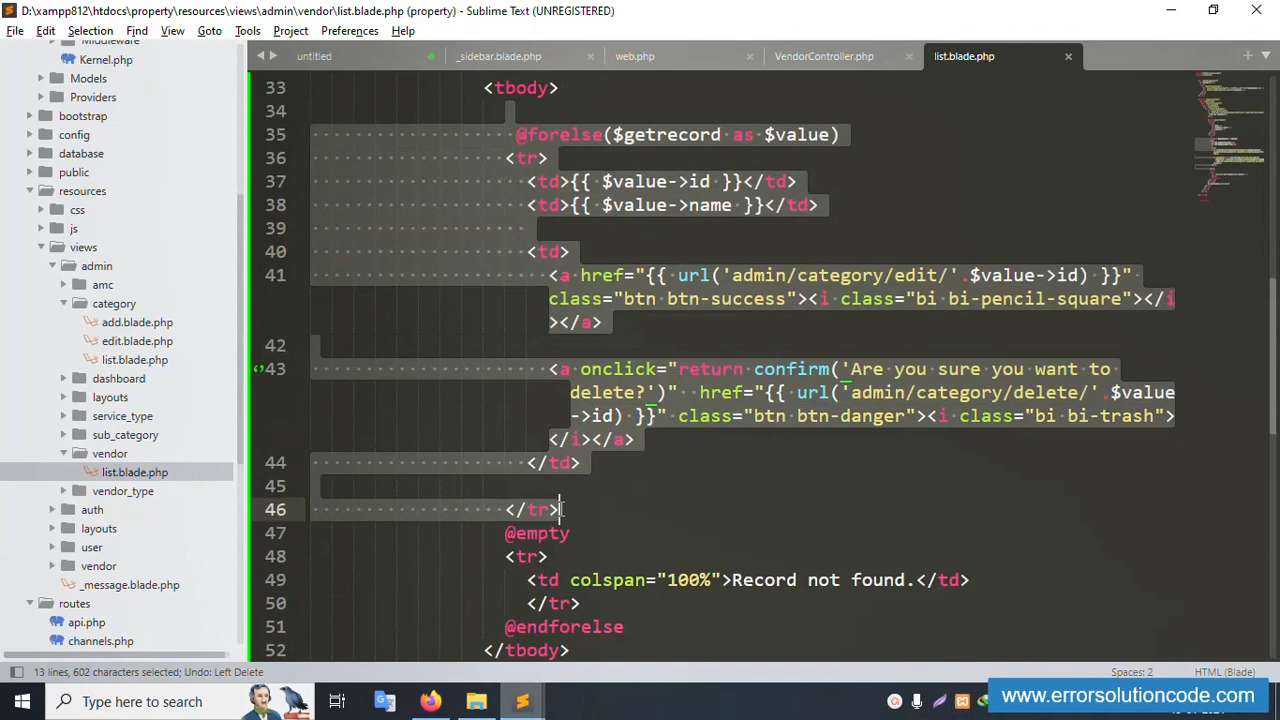 D:\xampp812\htdocs\property\resources\views\admin\vendor\list.blade.php (property) - Sublime Text (UNREGISTERED)
File Edit Selection Find View Goto Tools Project Preferences Help
untitled _sidebar.blade.php web.php VendorController.php list.blade.php
Kernel.php
Models
Providers
bootstrap
config
database
public
resources
css
js
views
admin
amc
category
add.blade.php
edit.blade.php
list.blade.php
dashboard
layouts
service_type
sub_category
vendor
list.blade.php
vendor_type
auth
layouts
user
vendor
_message.blade.php
routes
api.php
channels.php
33 <tbody>
34
35 @forelse($getrecord as $value)
36 <tr>
37 <td>{{ $value->id }}</td>
38 <td>{{ $value->name }}</td>
39
40 <td>
41 <a href="{{ url('admin/category/edit/'.$value->id) }}"
class="btn btn-success"><i class="bi bi-pencil-square"></i
></a>
42
43 <a onclick="return confirm('Are you sure you want to
delete?')" href="{{ url('admin/category/delete/'.$value
->id) }}" class="btn btn-danger"><i class="bi bi-trash">
</i></a>
44 </td>
45
46 </tr>
47 @empty
48 <tr>
49 <td colspan="100%">Record not found.</td>
50 </tr>
51 @endforelse
52 </tbody>
13 lines, 602 characters selected; Undo: Left Delete Spaces: 2 HTML (Blade)
Type here to search
www.errorsolutioncode.com